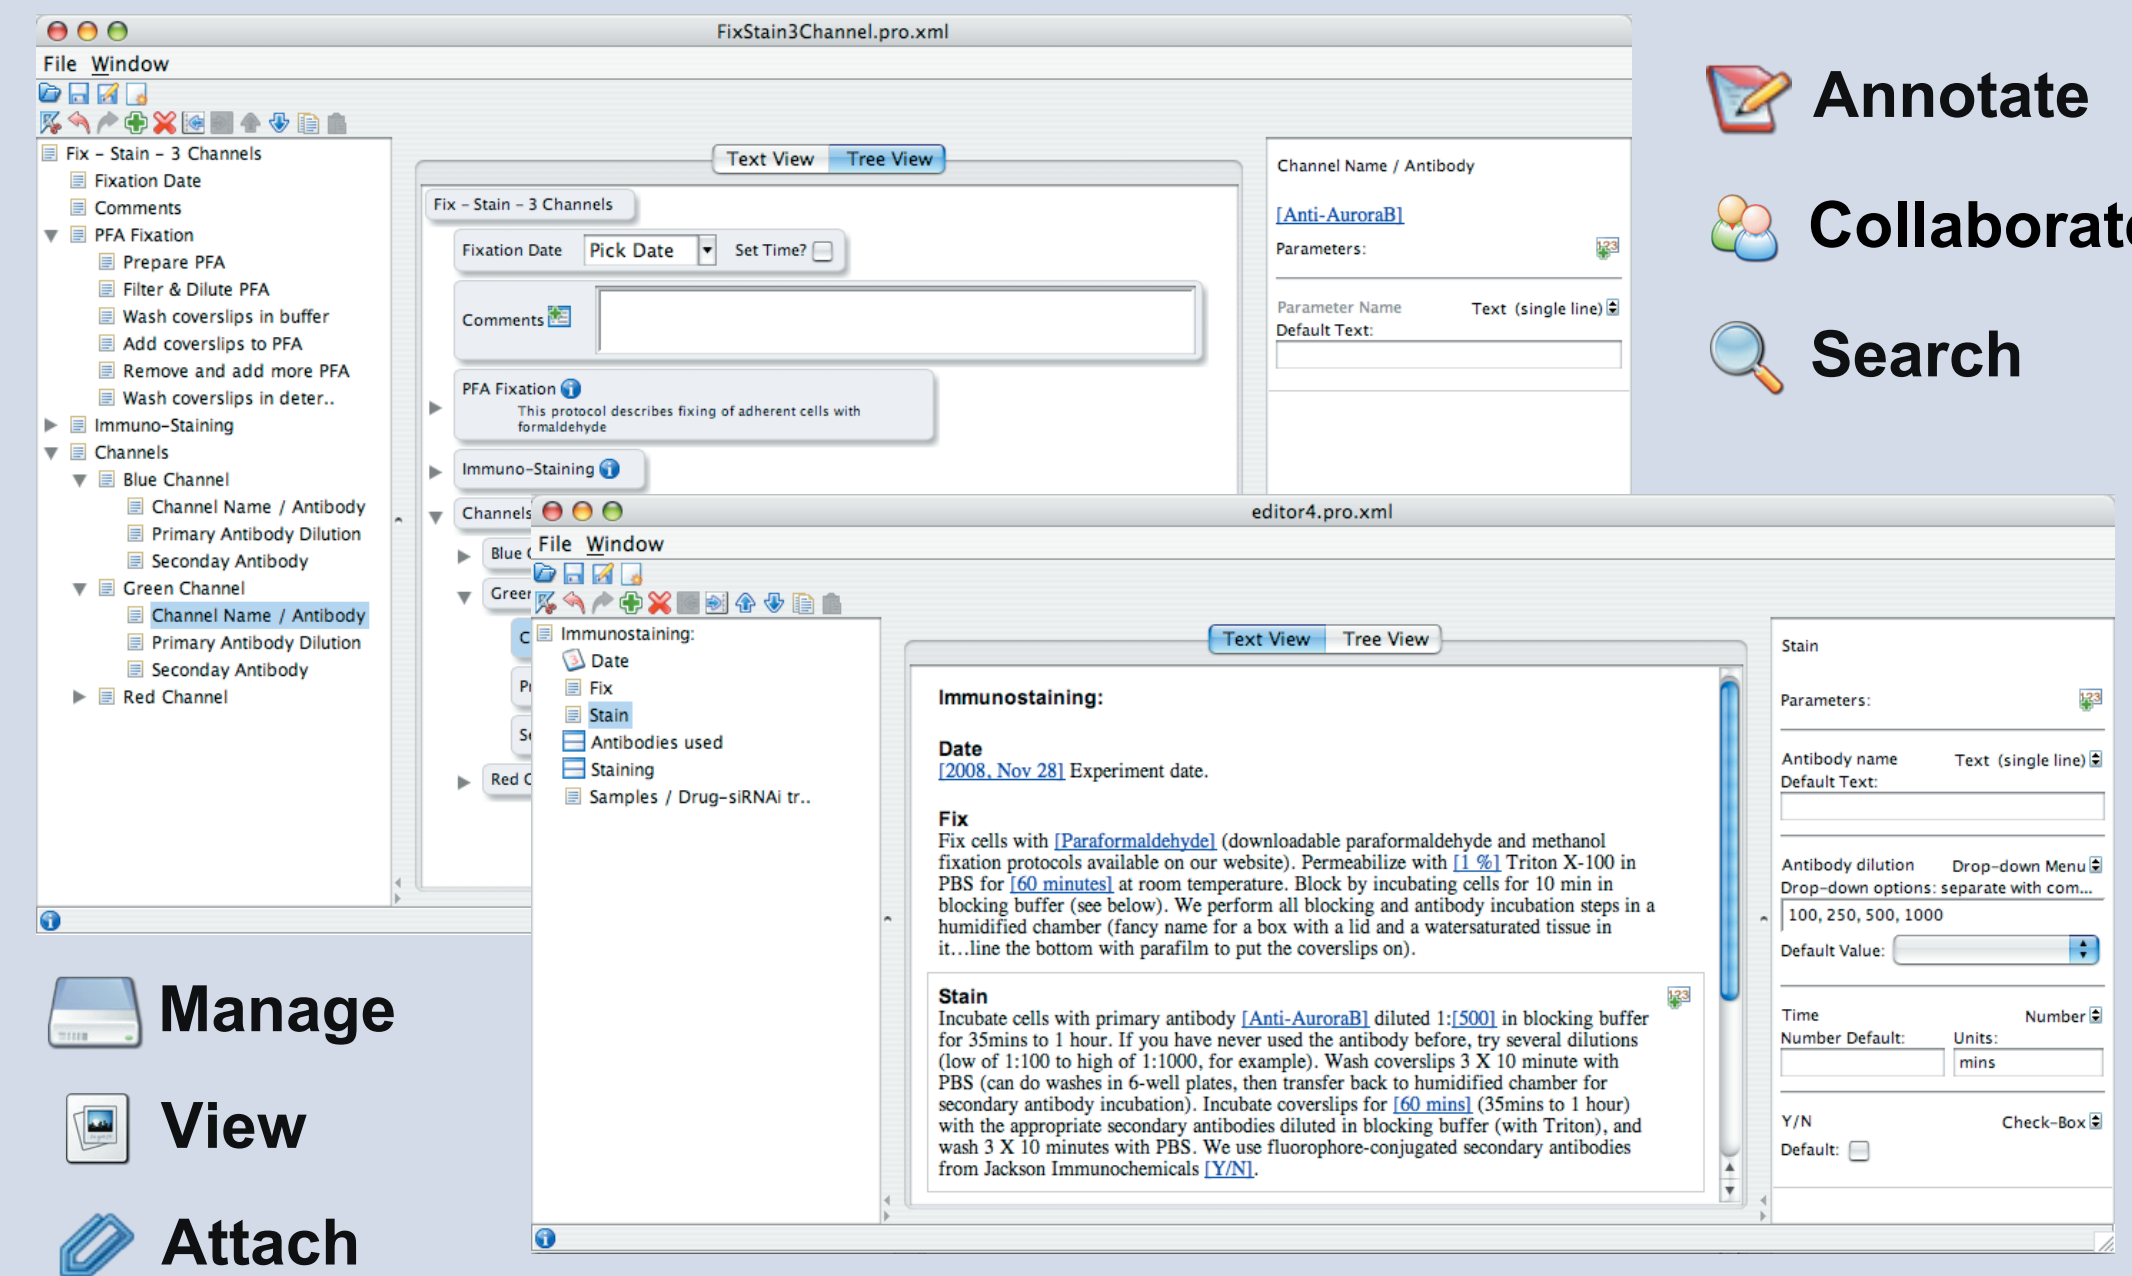 FixStain3Channel.pro.xml
File Window
Fix – Stain – 3 Channels
Fixation Date
Comments
PFA Fixation
Prepare PFA
Filter & Dilute PFA
Wash coverslips in buffer
Add coverslips to PFA
Remove and add more PFA
Wash coverslips in deter..
Immuno-Staining
Channels
Blue Channel
Channel Name / Antibody
Primary Antibody Dilution
Seconday Antibody
Green Channel
Channel Name / Antibody
Primary Antibody Dilution
Seconday Antibody
Red Channel
Text View Tree View
Fix – Stain – 3 Channels
Fixation Date Pick Date Set Time?
Comments
PFA Fixation
This protocol describes fixing of adherent cells with
formaldehyde
Immuno-Staining
Channels
Blue
Green
Red
Channel Name / Antibody
[Anti-AuroraB]
Parameters:
123
Parameter Name Text (single line)
Default Text:
Annotate
Collaborate
Search
editor4.pro.xml
File Window
Immunostaining:
3 Date
Fix
Stain
Antibodies used
Staining
Samples / Drug-siRNAi tr..
Text View Tree View
Immunostaining:
Date
[2008, Nov 28] Experiment date.
Fix
Fix cells with [Paraformaldehyde] (downloadable paraformaldehyde and methanol
fixation protocols available on our website). Permeabilize with [1 %] Triton X-100 in
PBS for [60 minutes] at room temperature. Block by incubating cells for 10 min in
blocking buffer (see below). We perform all blocking and antibody incubation steps in a
humidified chamber (fancy name for a box with a lid and a watersaturated tissue in
it...line the bottom with parafilm to put the coverslips on).
Stain
123
Incubate cells with primary antibody [Anti-AuroraB] diluted 1:[500] in blocking buffer
for 35mins to 1 hour. If you have never used the antibody before, try several dilutions
(low of 1:100 to high of 1:1000, for example). Wash coverslips 3 X 10 minute with
PBS (can do washes in 6-well plates, then transfer back to humidified chamber for
secondary antibody incubation). Incubate coverslips for [60 mins] (35mins to 1 hour)
with the appropriate secondary antibodies diluted in blocking buffer (with Triton), and
wash 3 X 10 minutes with PBS. We use fluorophore-conjugated secondary antibodies
from Jackson Immunochemicals [Y/N].
Stain
Parameters:
123
Antibody name Text (single line)
Default Text:
Antibody dilution Drop-down Menu
Drop-down options: separate with com...
100, 250, 500, 1000
Default Value:
Time Number
Number Default: Units:
mins
Y/N Check-Box
Default:
Manage
View
Attach